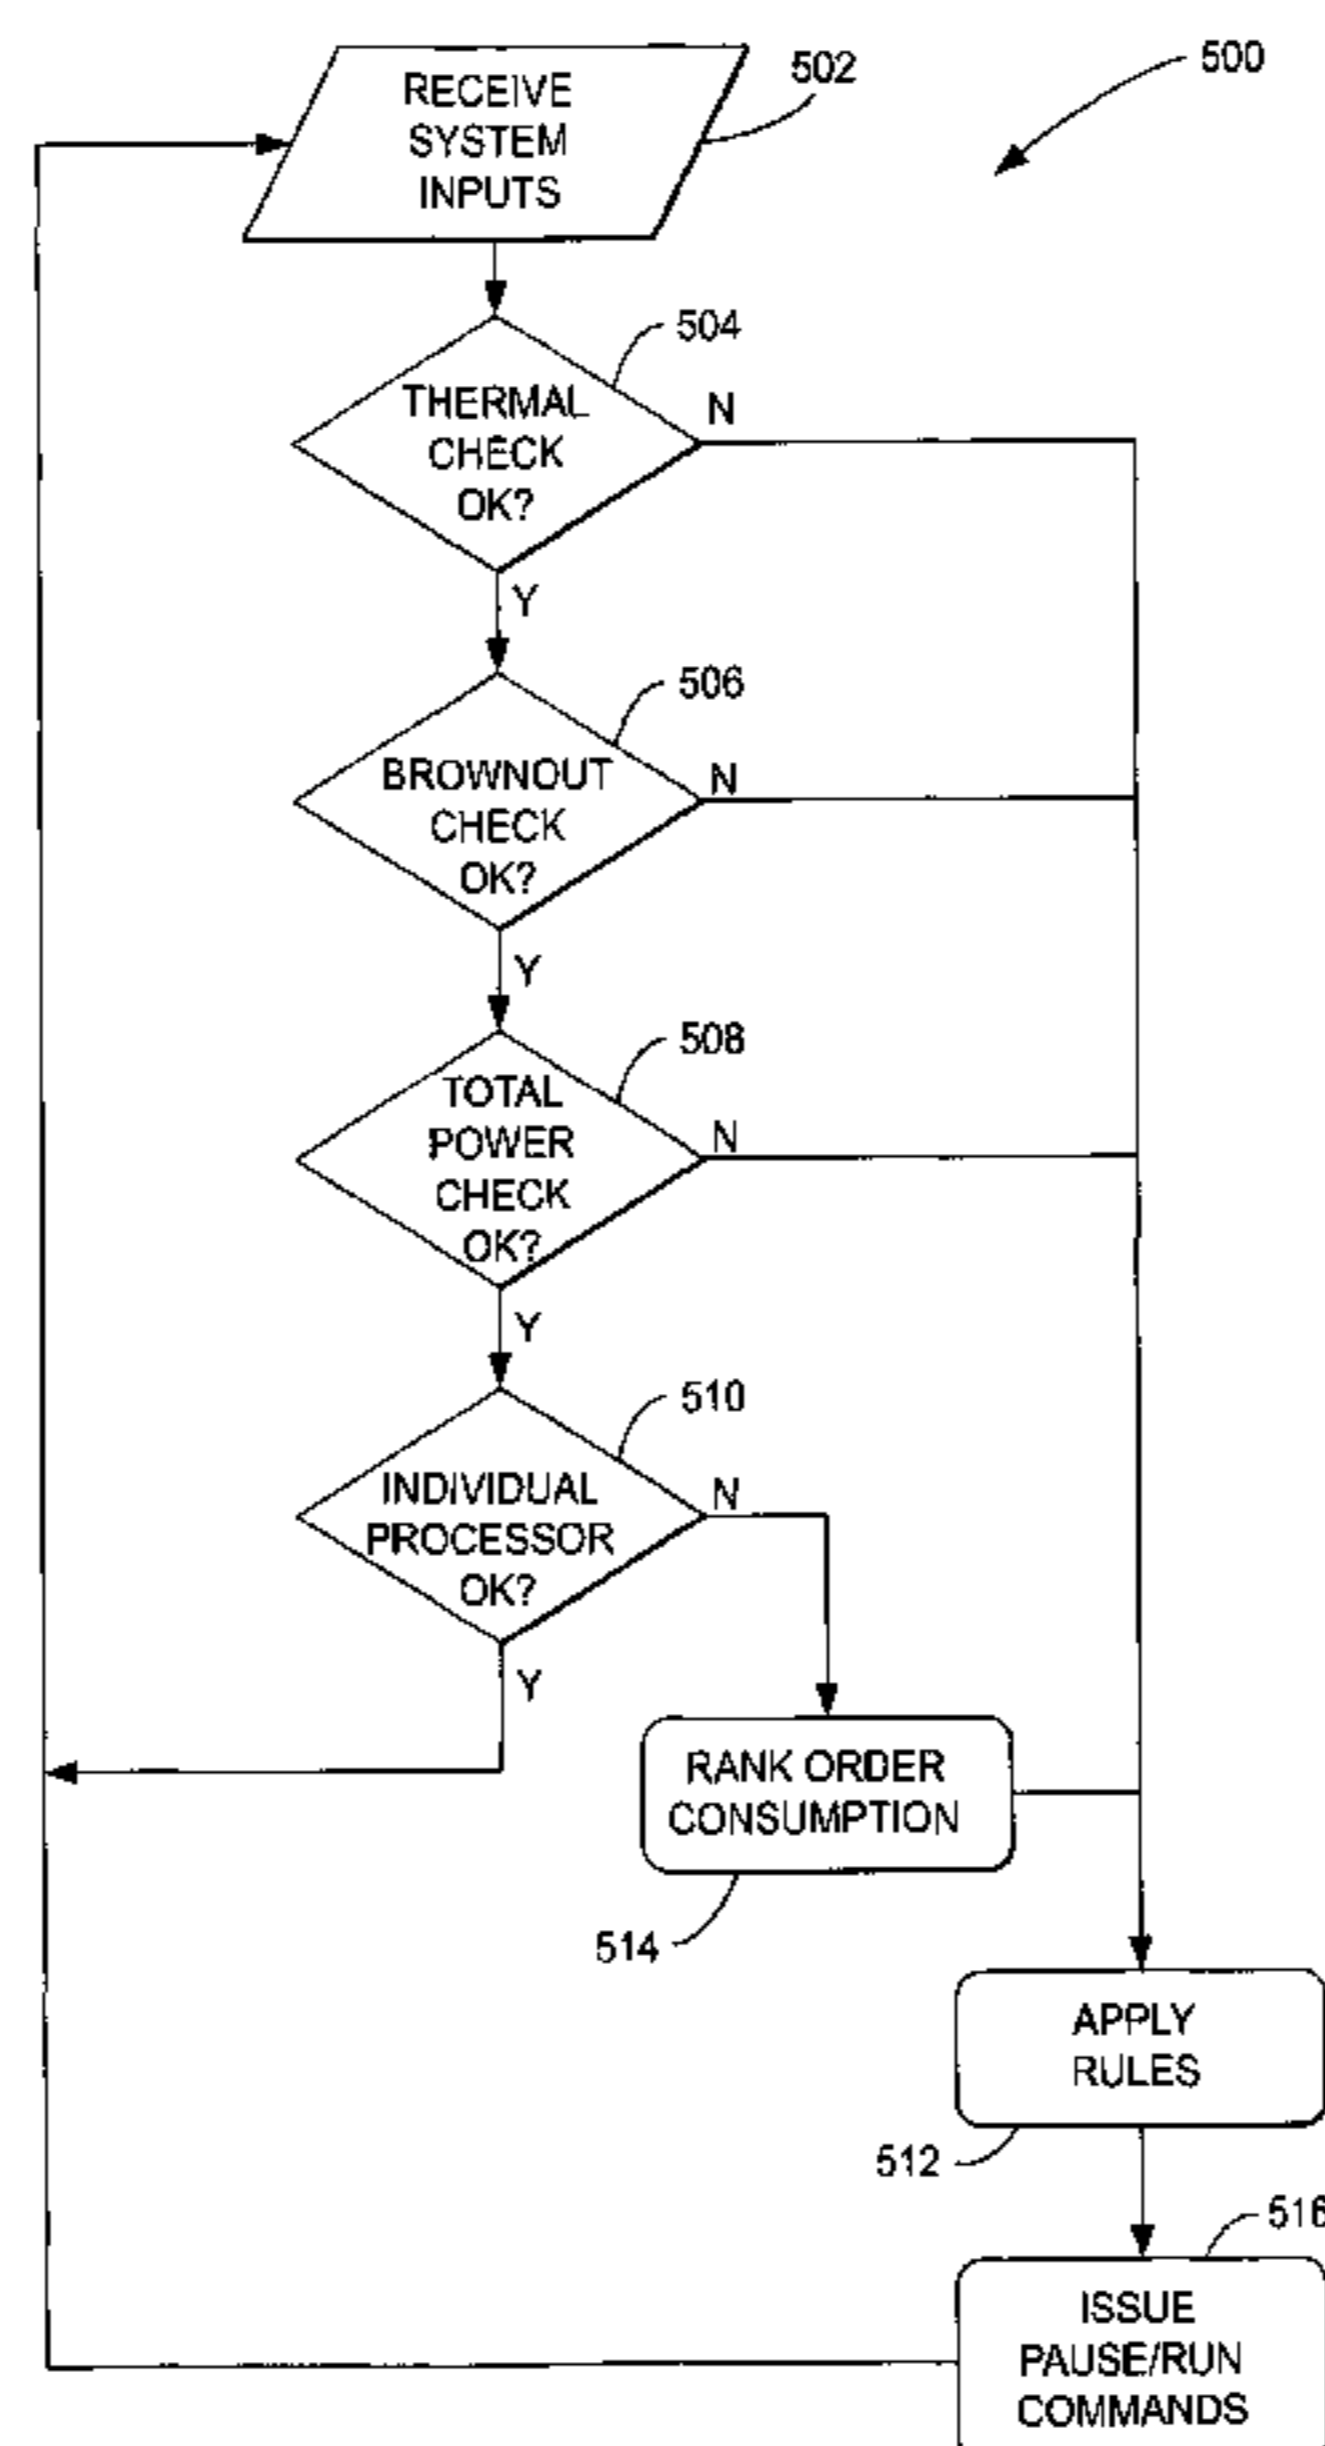 500
502
RECEIVE
SYSTEM
INPUTS
504
THERMAL
CHECK
OK?
N
Y
506
BROWNOUT
CHECK
OK?
N
Y
508
TOTAL
POWER
CHECK
OK?
N
Y
510
INDIVIDUAL
PROCESSOR
OK?
N
Y
RANK ORDER
CONSUMPTION
514
APPLY
RULES
512
516
ISSUE
PAUSE/RUN
COMMANDS